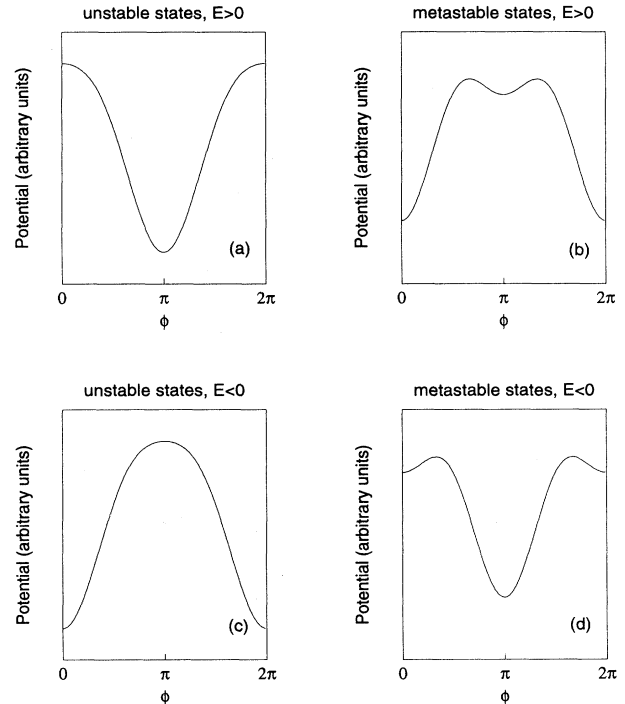 unstable states, E>0
metastable states, E>0
Potential (arbitrary units)
(a)
0 π 2π
ϕ
Potential (arbitrary units)
(b)
0 π 2π
ϕ
unstable states, E<0
metastable states, E<0
Potential (arbitrary units)
(c)
0 π 2π
ϕ
Potential (arbitrary units)
(d)
0 π 2π
ϕ